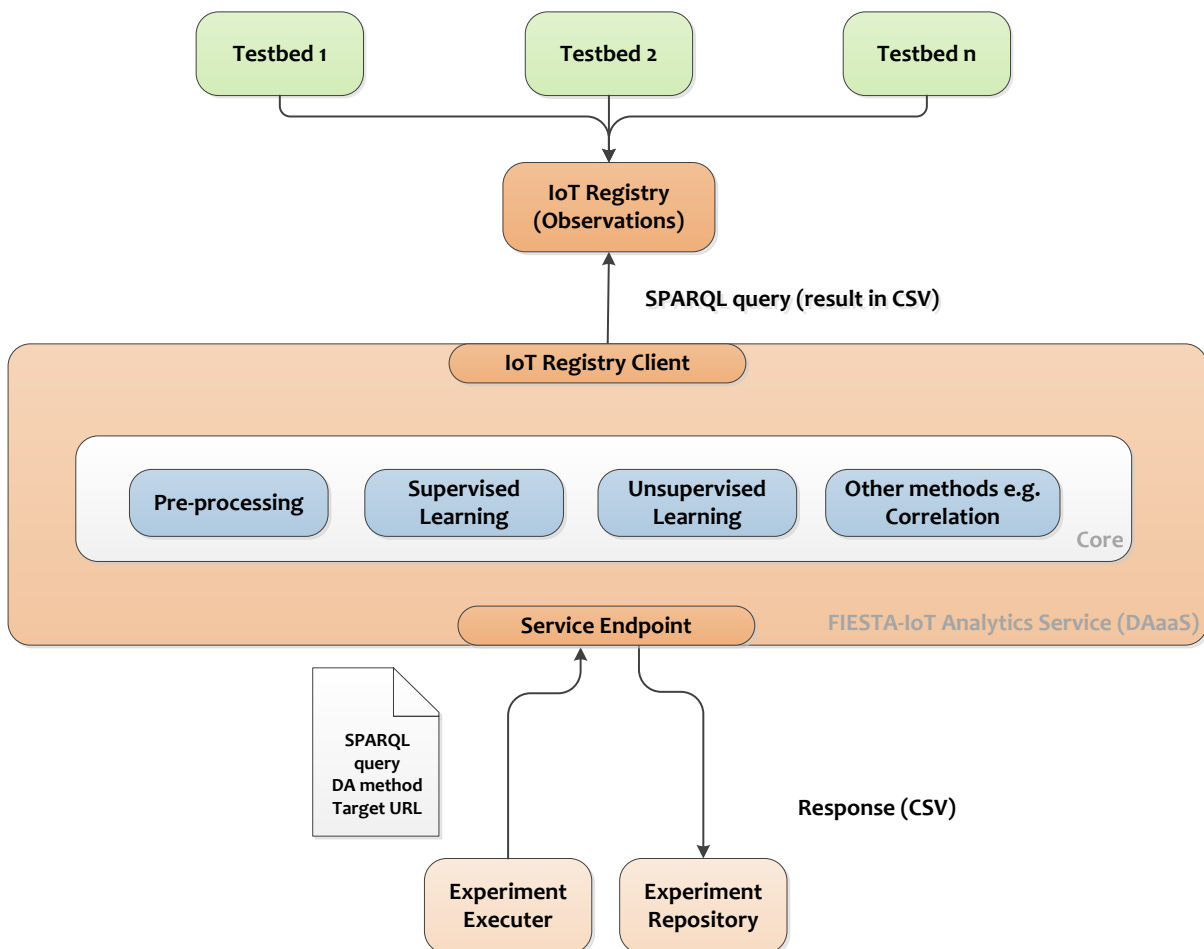 Testbed 1
Testbed 2
Testbed n
IoT Registry
(Observations)
SPARQL query (result in CSV)
IoT Registry Client
Pre-processing
Supervised
Learning
Unsupervised
Learning
Other methods e.g.
Correlation
Core
Service Endpoint
FIESTA-IoT Analytics Service (DAaaS)
SPARQL
query
DA method
Target URL
Response (CSV)
Experiment
Executer
Experiment
Repository